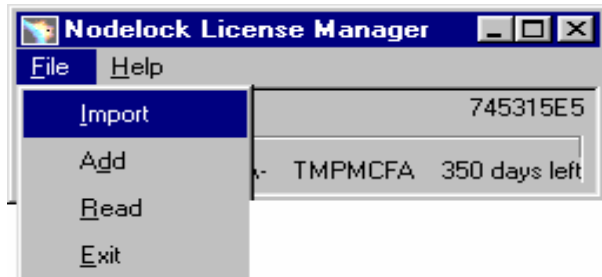 Nodelock License Manager
File Help
Import
745315E5
Add
TMPMCFA 350 days left
Read
Exit